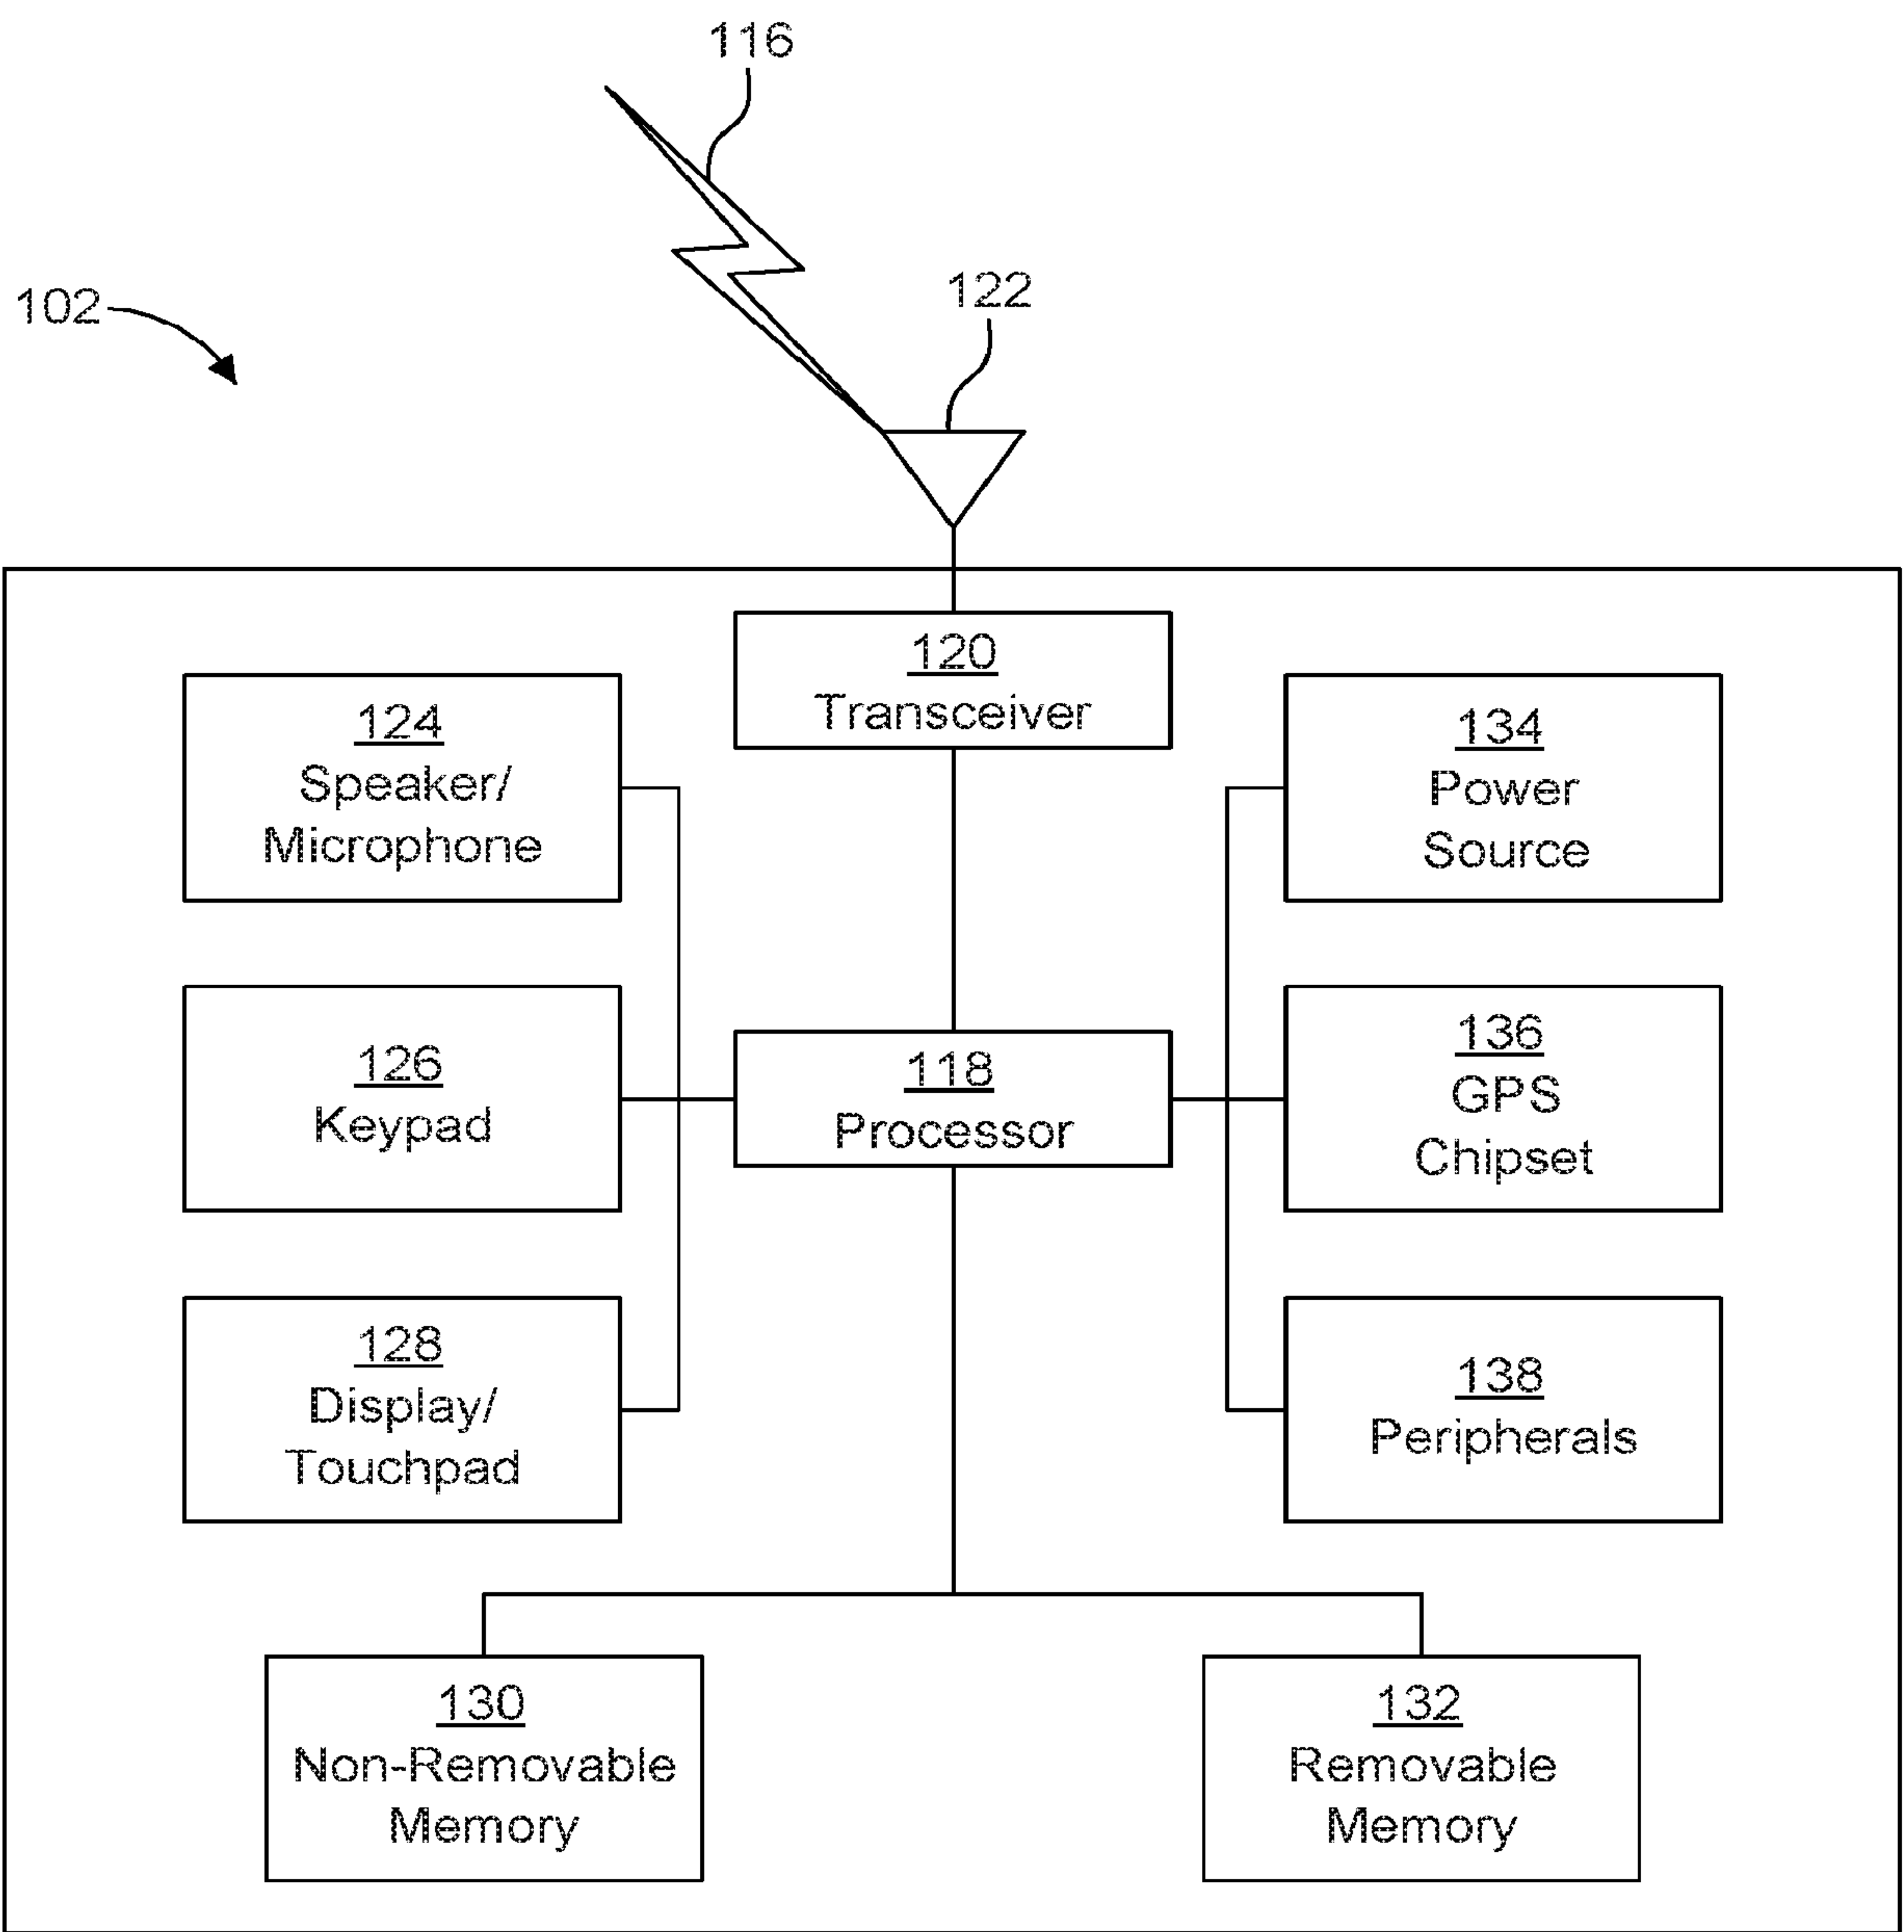 116
102
122
120
Transceiver
124
Speaker/
Microphone
134
Power
Source
126
Keypad
118
Processor
136
GPS
Chipset
128
Display/
Touchpad
138
Peripherals
130
Non-Removable
Memory
132
Removable
Memory